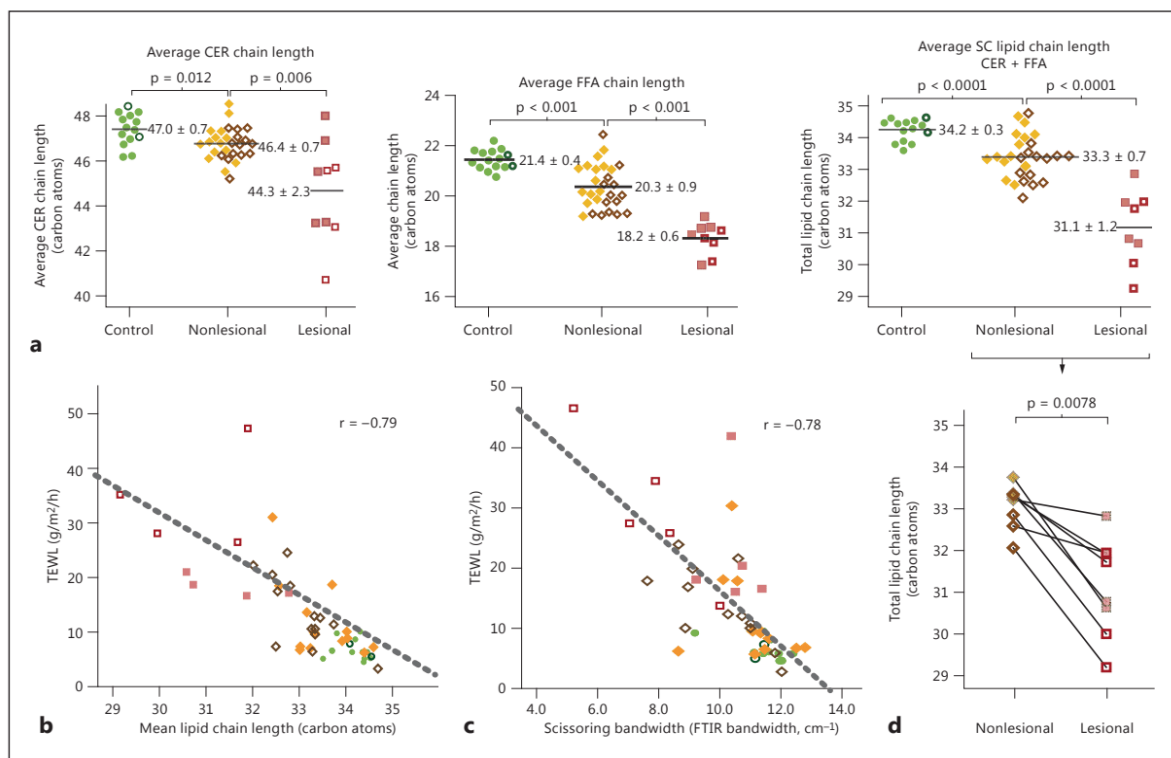 Average CER chain length
p = 0.012
p = 0.006
Average CER chain length
(carbon atoms)
48
46
44
42
40
47.0 ± 0.7
46.4 ± 0.7
44.3 ± 2.3
Control
Nonlesional
Lesional
a
Average FFA chain length
p < 0.001
p < 0.001
Average chain length
(carbon atoms)
24
22
20
18
16
21.4 ± 0.4
20.3 ± 0.9
18.2 ± 0.6
Control
Nonlesional
Lesional
Average SC lipid chain length
CER + FFA
p < 0.0001
p < 0.0001
Total lipid chain length
(carbon atoms)
35
34
33
32
31
30
29
34.2 ± 0.3
33.3 ± 0.7
31.1 ± 1.2
Control
Nonlesional
Lesional
r = −0.79
TEWL (g/m²/h)
50
40
30
20
10
0
29
30
31
32
33
34
35
Mean lipid chain length (carbon atoms)
b
r = −0.78
TEWL (g/m²/h)
50
40
30
20
10
0
4.0
6.0
8.0
10.0
12.0
14.0
Scissoring bandwidth (FTIR bandwidth, cm⁻¹)
c
p = 0.0078
Total lipid chain length
(carbon atoms)
35
34
33
32
31
30
29
Nonlesional
Lesional
d